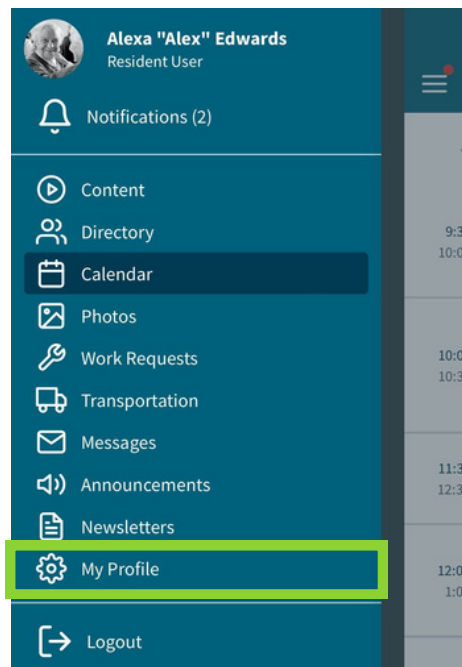 Alexa "Alex" Edwards
Resident User
Notifications (2)
Content
Directory
Calendar
Photos
Work Requests
Transportation
Messages
Announcements
Newsletters
My Profile
Logout